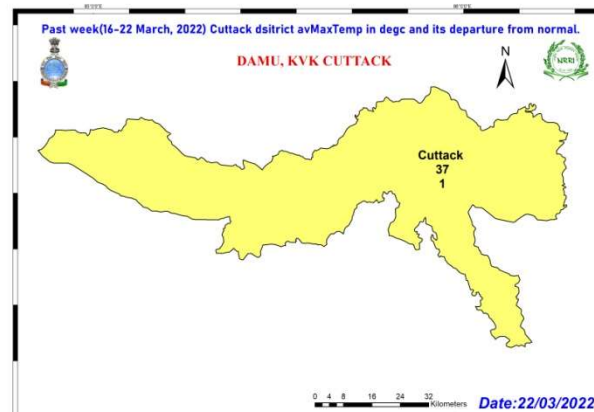 Past week(16-22 March, 2022) Cuttack dsitrict avMaxTemp in degc and its departure from normal.
DAMU, KVK CUTTACK
N
NRRI
Cuttack
37
1
0 4 8 16 24 32
Kilometers
Date:22/03/2022